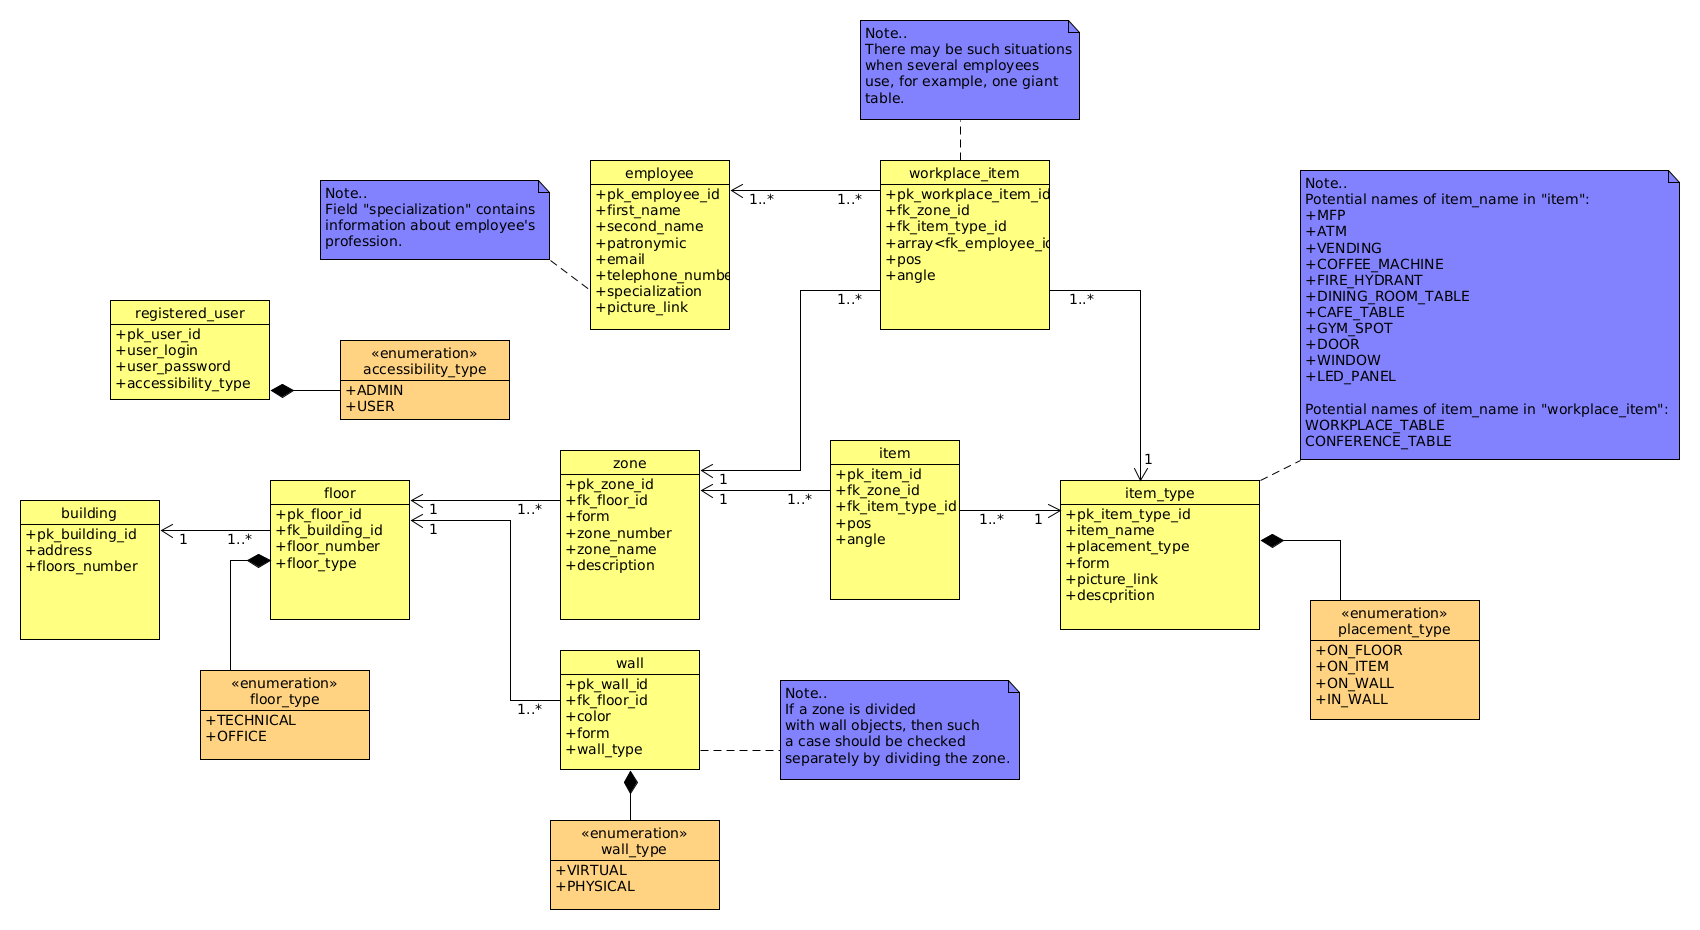 Note..
There may be such situations
when several employees
use, for example, one giant
table.
employee
+pk_employee_id
+first_name
+second_name
+patronymic
+email
+telephone_numbe
+specialization
+picture_link
workplace_item
+pk_workplace_item_id
+fk_zone_id
+fk_item_type_id
+array<fk_employee_id
+pos
+angle
1..*
1..*
1..*
1..*
Note..
Field "specialization" contains
information about employee's
profession.
Note..
Potential names of item_name in "item":
+MFP
+ATM
+VENDING
+COFFEE_MACHINE
+FIRE_HYDRANT
+DINING_ROOM_TABLE
+CAFE_TABLE
+GYM_SPOT
+DOOR
+WINDOW
+LED_PANEL
Potential names of item_name in "workplace_item":
WORKPLACE_TABLE
CONFERENCE_TABLE
registered_user
+pk_user_id
+user_login
+user_password
+accessibility_type
«enumeration»
accessibility_type
+ADMIN
+USER
building
+pk_building_id
+address
+floors_number
1
1..*
floor
+pk_floor_id
+fk_building_id
+floor_number
+floor_type
1
1..*
1
1..*
zone
+pk_zone_id
+fk_floor_id
+form
+zone_number
+zone_name
+description
1
1
1..*
item
+pk_item_id
+fk_zone_id
+fk_item_type_id
+pos
+angle
1..*
1
1
item_type
+pk_item_type_id
+item_name
+placement_type
+form
+picture_link
+descprition
«enumeration»
placement_type
+ON_FLOOR
+ON_ITEM
+ON_WALL
+IN_WALL
«enumeration»
floor_type
+TECHNICAL
+OFFICE
wall
+pk_wall_id
+fk_floor_id
+color
+form
+wall_type
Note..
If a zone is divided
with wall objects, then such
a case should be checked
separately by dividing the zone.
«enumeration»
wall_type
+VIRTUAL
+PHYSICAL